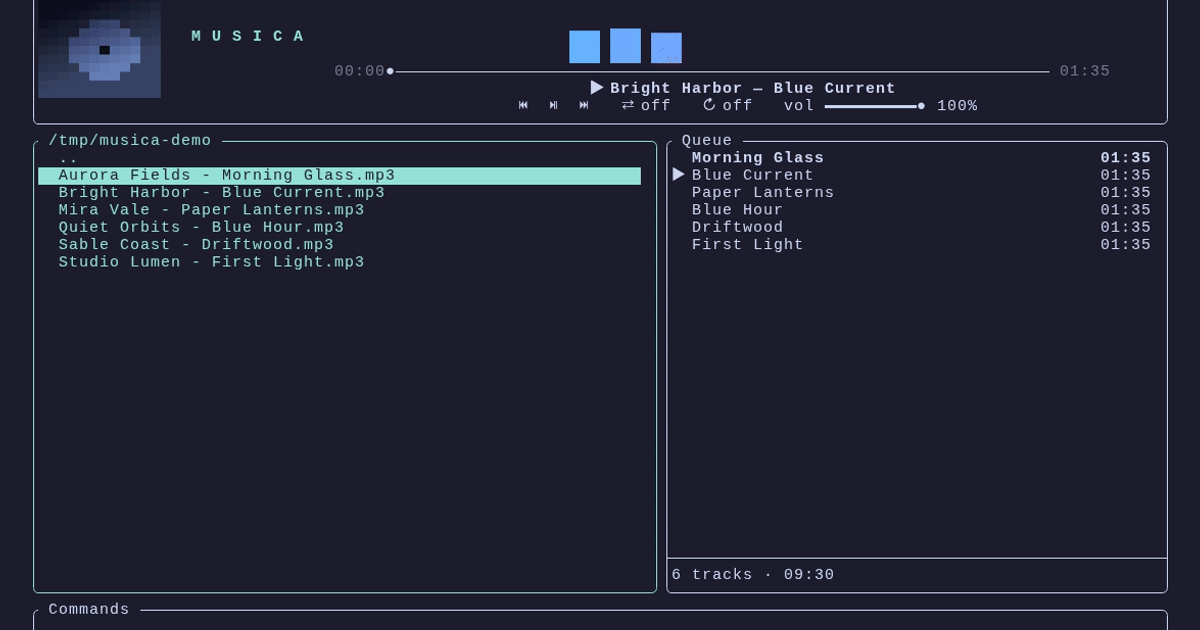 M U S I C A
00:00 01:35
▶ Bright Harbor — Blue Current
⏮ ⏯ ⏭ ⇄ off ↻ off vol 100%
/tmp/musica-demo
..
Aurora Fields - Morning Glass.mp3
Bright Harbor - Blue Current.mp3
Mira Vale - Paper Lanterns.mp3
Quiet Orbits - Blue Hour.mp3
Sable Coast - Driftwood.mp3
Studio Lumen - First Light.mp3
Queue
Morning Glass 01:35
▶ Blue Current 01:35
Paper Lanterns 01:35
Blue Hour 01:35
Driftwood 01:35
First Light 01:35
6 tracks · 09:30
Commands